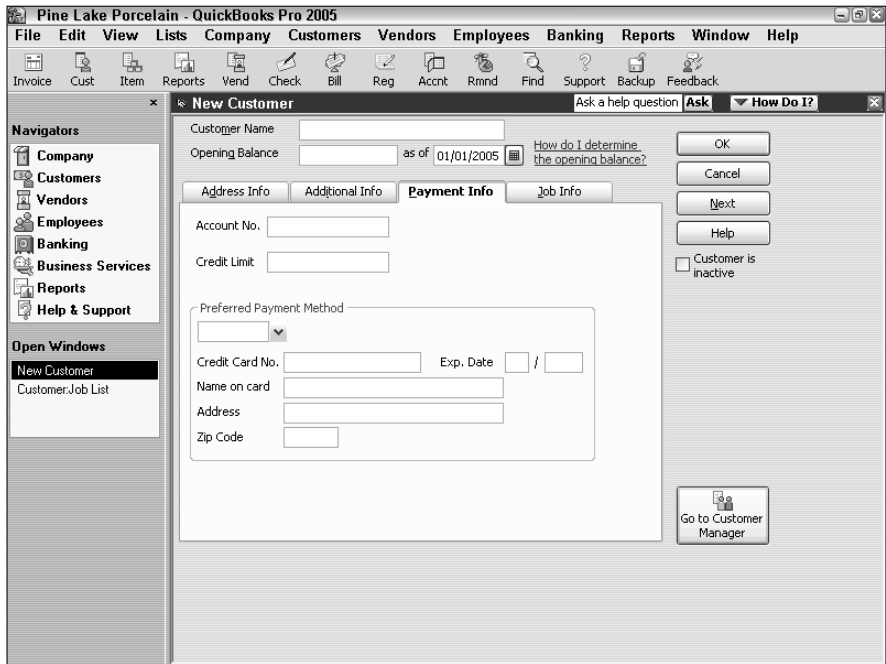 Pine Lake Porcelain - QuickBooks Pro 2005
File Edit View Lists Company Customers Vendors Employees Banking Reports Window Help
Invoice Cust Item Reports Vend Check Bill Reg Accnt Rmnd Find Support Backup Feedback
New Customer Ask a help question Ask How Do I?
Navigators
Company
Customers
Vendors
Employees
Banking
Business Services
Reports
Help & Support
Open Windows
New Customer
Customer:Job List
Customer Name
Opening Balance as of 01/01/2005
How do I determine
the opening balance?
Address Info Additional Info Payment Info Job Info
Account No.
Credit Limit
Preferred Payment Method
Credit Card No. Exp. Date /
Name on card
Address
Zip Code
OK
Cancel
Next
Help
Customer is
inactive
Go to Customer
Manager